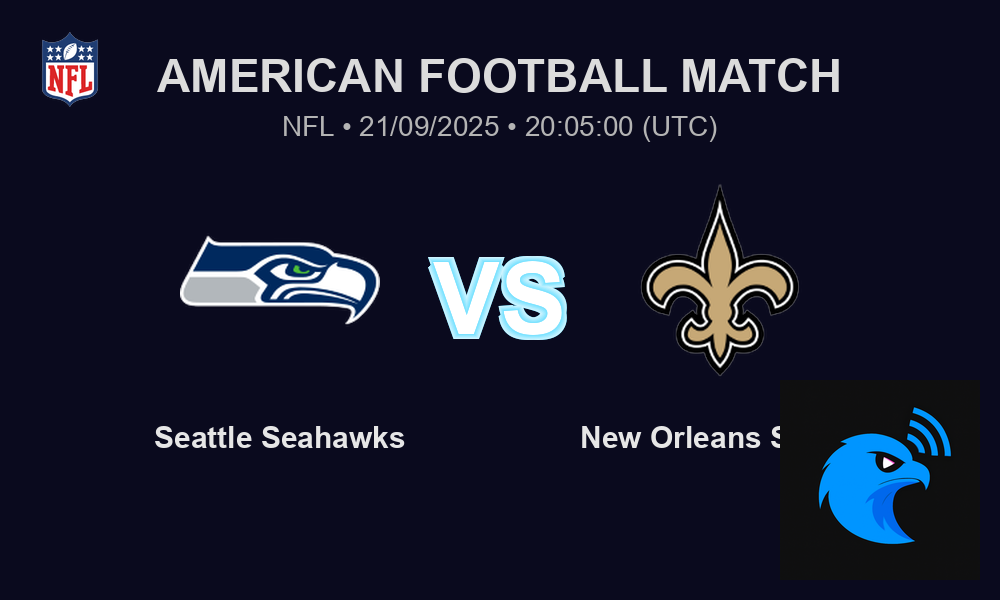 NFL
AMERICAN FOOTBALL MATCH
NFL • 21/09/2025 • 20:05:00 (UTC)
VS
Seattle Seahawks
New Orleans